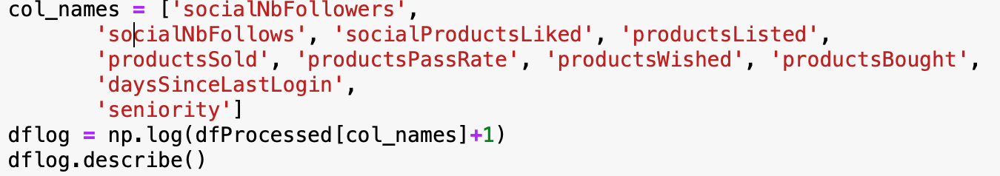 col_names = ['socialNbFollowers',
'socialNbFollows', 'socialProductsLiked', 'productsListed',
'productsSold', 'productsPassRate', 'productsWished', 'productsBought',
'daysSinceLastLogin',
'seniority']
dflog = np.log(dfProcessed[col_names]+1)
dflog.describe()